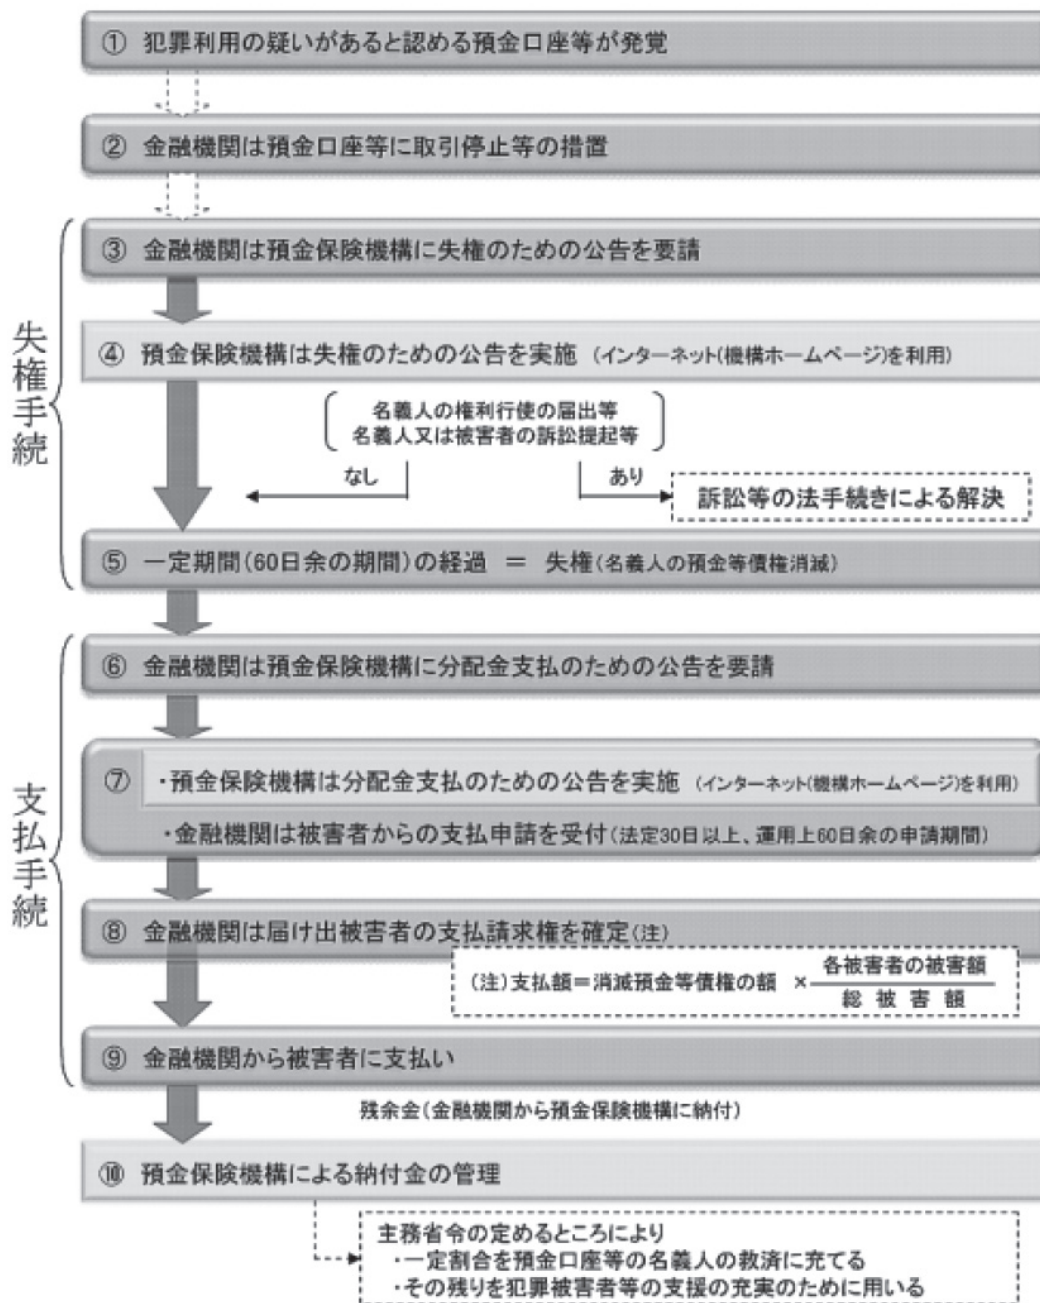 ① 犯罪利用の疑いがあると認める預金口座等が発覚
② 金融機関は預金口座等に取引停止等の措置
失権手続
③ 金融機関は預金保険機構に失権のための公告を要請
④ 預金保険機構は失権のための公告を実施 (インターネット(機構ホームページ)を利用)
名義人の権利行使の届出等
名義人又は被害者の訴訟提起等
なし
あり
訴訟等の法手続きによる解決
⑤ 一定期間(60日余の期間)の経過 = 失権(名義人の預金等債権消滅)
支払手続
⑥ 金融機関は預金保険機構に分配金支払のための公告を要請
⑦ ・預金保険機構は分配金支払のための公告を実施 (インターネット(機構ホームページ)を利用)
・金融機関は被害者からの支払申請を受付(法定30日以上、運用上60日余の申請期間)
⑧ 金融機関は届け出被害者の支払請求権を確定(注)
(注)支払額=消滅預金等債権の額 × 各被害者の被害額
総 被 害 額
⑨ 金融機関から被害者に支払い
残余金(金融機関から預金保険機構に納付)
⑩ 預金保険機構による納付金の管理
主務省令の定めるところにより
・一定割合を預金口座等の名義人の救済に充てる
・その残りを犯罪被害者等の支援の充実のために用いる